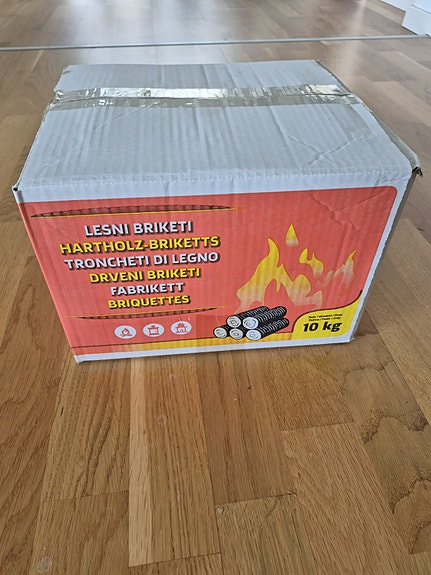 LESNI BRIKETI
HARTHOLZ-BRIKETTS
TRONCHETI DI LEGNO
DRVENI BRIKETI
FABRIKETT
BRIQUETTES
10 kg